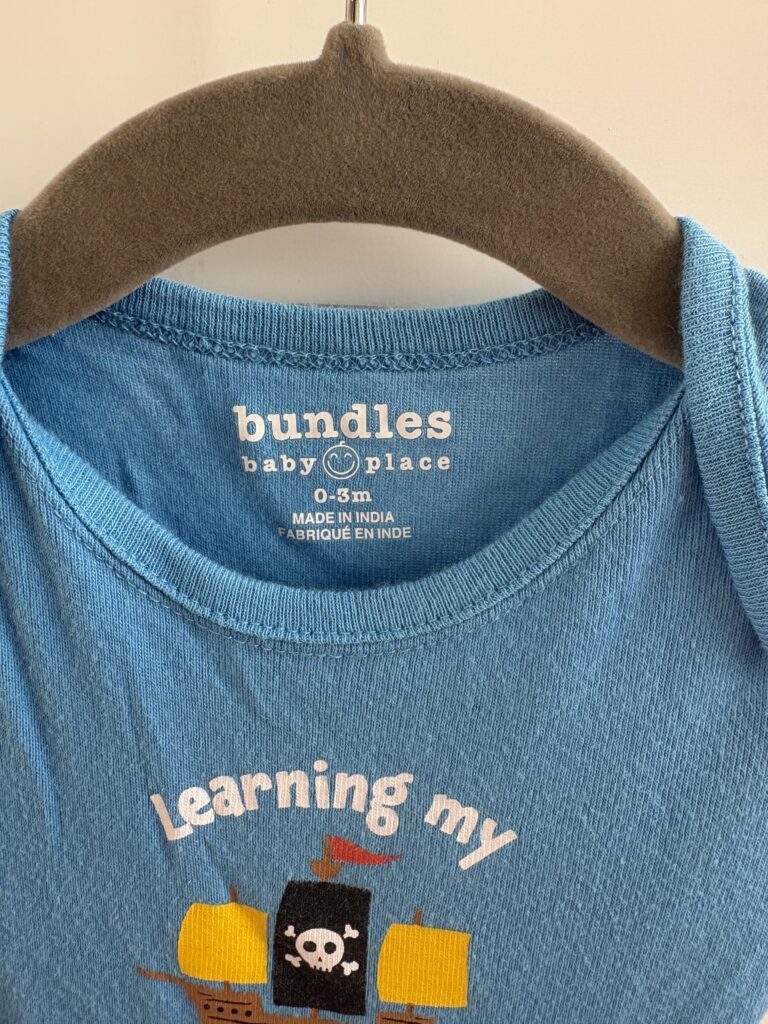 bundles
baby place
0-3m
MADE IN INDIA
FABRIQUÉ EN INDE
Learning my